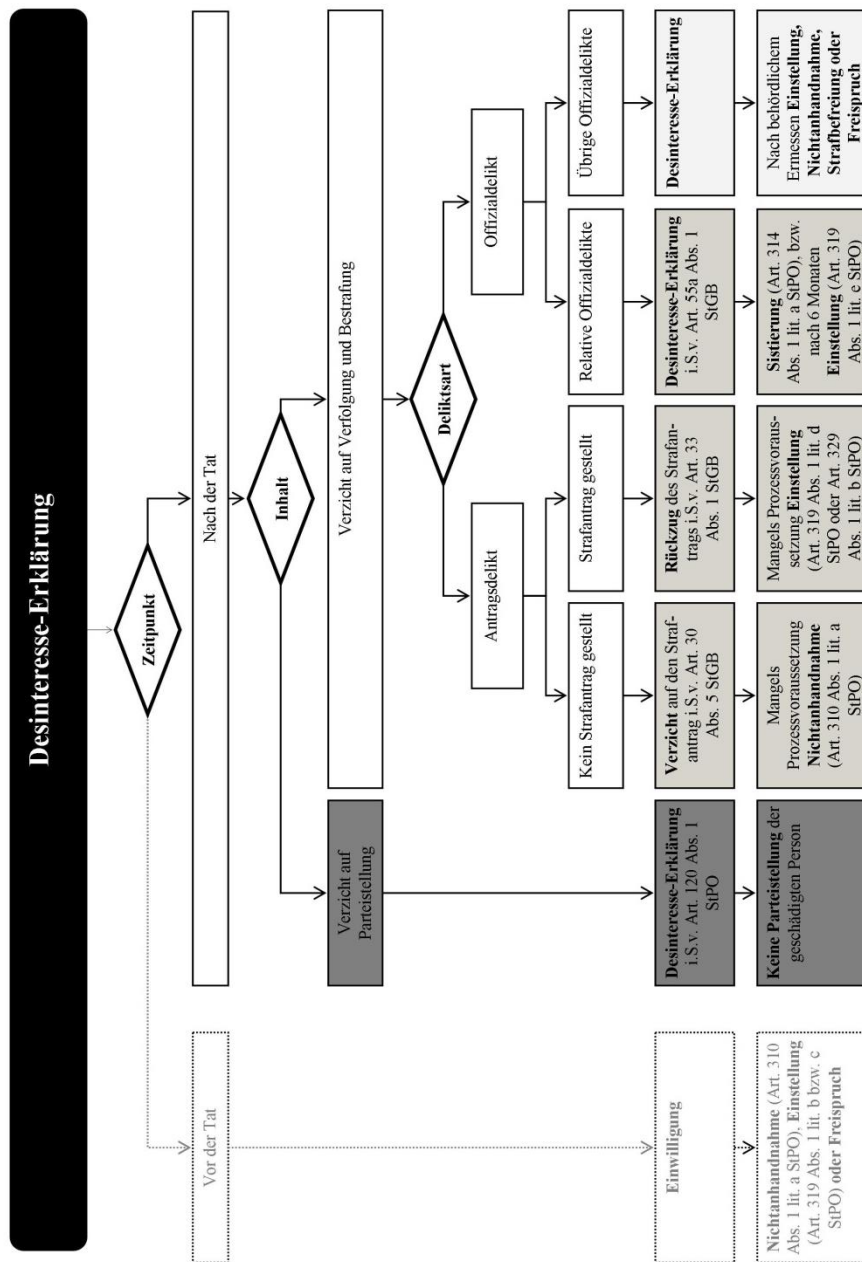 Desinteresse-Erklärung
Zeitpunkt
Vor der Tat
Nach der Tat
Inhalt
Verzicht auf
Parteistellung
Verzicht auf Verfolgung und Bestrafung
Deliktsart
Antragsdelikt
Offizialdelikt
Kein Strafantrag gestellt
Strafantrag gestellt
Relative Offizialdelikte
Übrige Offizialdelikte
Einwilligung
Desinteresse-Erklärung
i.S.v. Art. 120 Abs. 1
StPO
Verzicht auf den Straf-
antrag i.S.v. Art. 30
Abs. 5 StGB
Rückzug des Strafan-
trags i.S.v. Art. 33
Abs. 1 StGB
Desinteresse-Erklärung
i.S.v. Art. 55a Abs. 1
StGB
Desinteresse-Erklärung
Nichtanhandnahme (Art. 310
Abs. 1 lit. a StPO), Einstellung
(Art. 319 Abs. 1 lit. b bzw. c
StPO) oder Freispruch
Keine Parteistellung der
geschädigten Person
Mangels
Prozessvoraussetzung
Nichtanhandnahme
(Art. 310 Abs. 1 lit. a
StPO)
Mangels Prozessvoraus-
setzung Einstellung
(Art. 319 Abs. 1 lit. d
StPO oder Art. 329
Abs. 1 lit. b StPO)
Sistierung (Art. 314
Abs. 1 lit. a StPO), bzw.
nach 6 Monaten
Einstellung (Art. 319
Abs. 1 lit. e StPO)
Nach behördlichem
Ermessen Einstellung,
Nichtanhandnahme,
Strafbefreiung oder
Freispruch